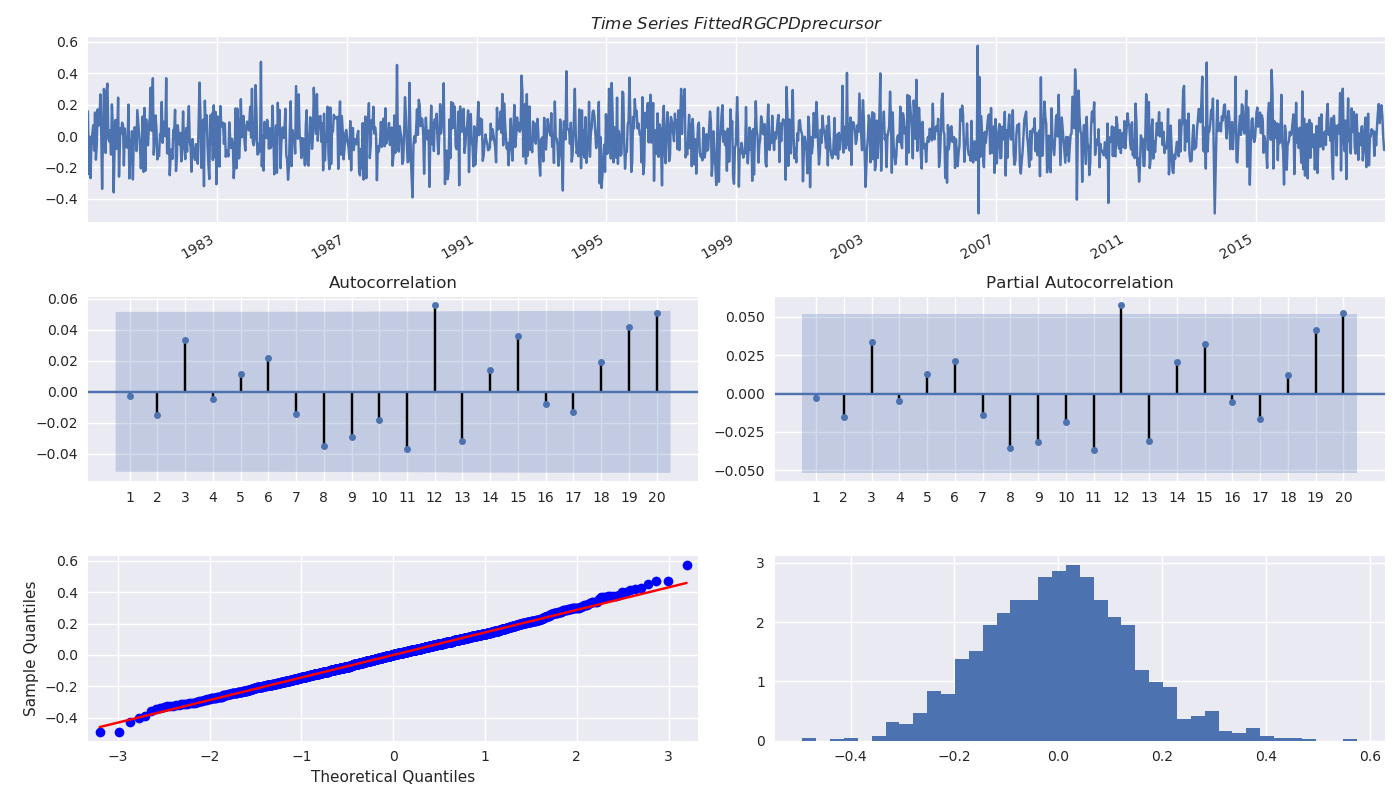 Time Series FittedRGCPDprecursor
0.6
0.4
0.2
0.0
−0.2
−0.4
1983 1987 1991 1995 1999 2003 2007 2011 2015
Autocorrelation
0.06
0.04
0.02
0.00
−0.02
−0.04
1 2 3 4 5 6 7 8 9 10 11 12 13 14 15 16 17 18 19 20
Partial Autocorrelation
0.050
0.025
0.000
−0.025
−0.050
1 2 3 4 5 6 7 8 9 10 11 12 13 14 15 16 17 18 19 20
Sample Quantiles
0.6
0.4
0.2
0.0
−0.2
−0.4
−3 −2 −1 0 1 2 3
Theoretical Quantiles
3
2
1
0
−0.4 −0.2 0.0 0.2 0.4 0.6